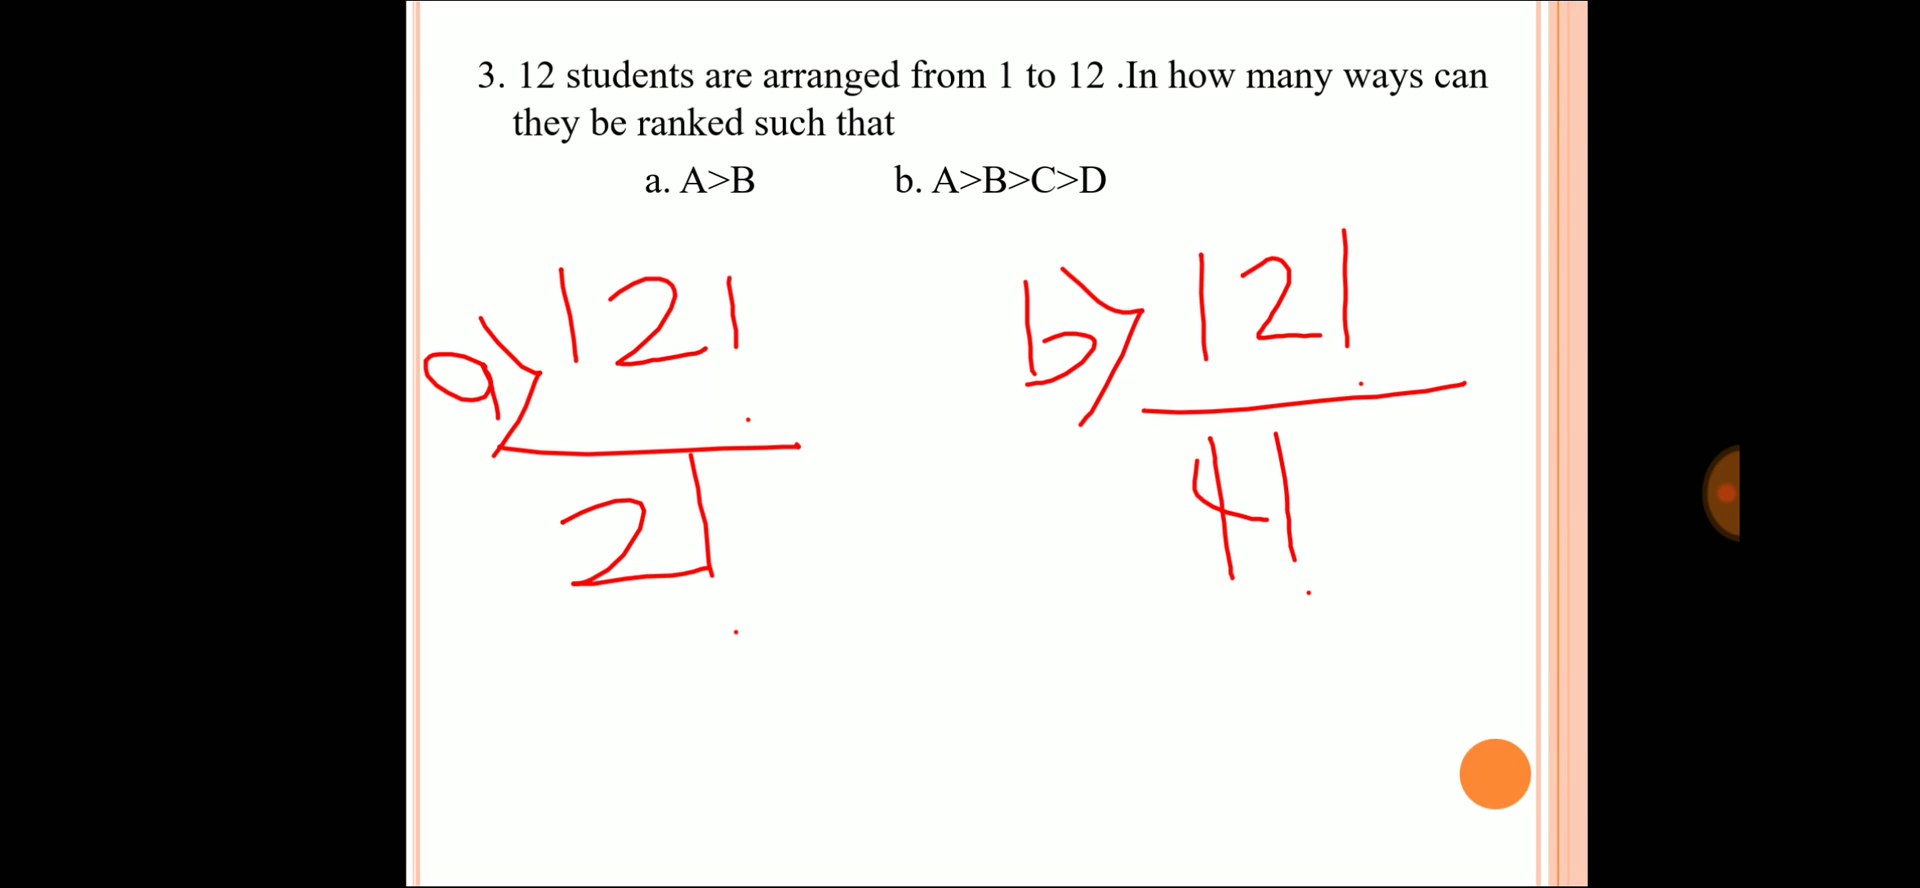 3. 12 students are arranged from 1 to 12 .In how many ways can
they be ranked such that
a. A>B b. A>B>C>D
a) 12!
2!
b) 12!
4!